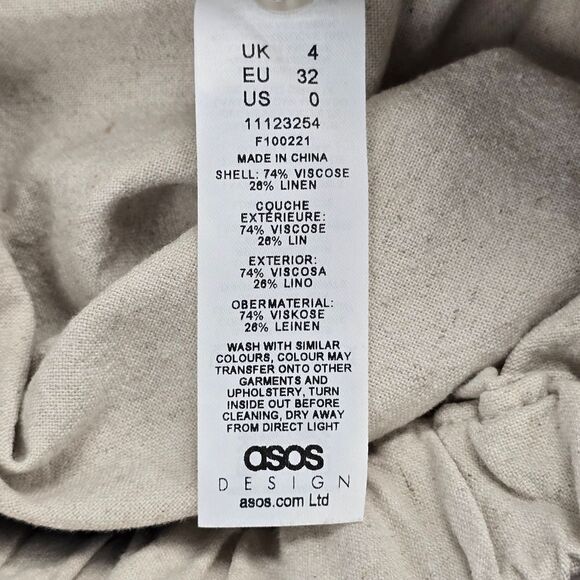 UK 4
EU 32
US 0
11123254
F100221
MADE IN CHINA
SHELL: 74% VISCOSE
26% LINEN
COUCHE
EXTÉRIEURE:
74% VISCOSE
26% LIN
EXTERIOR:
74% VISCOSA
26% LINO
OBERMATERIAL:
74% VISKOSE
26% LEINEN
WASH WITH SIMILAR
COLOURS, COLOUR MAY
TRANSFER ONTO OTHER
GARMENTS AND
UPHOLSTERY, TURN
INSIDE OUT BEFORE
CLEANING, DRY AWAY
FROM DIRECT LIGHT
asos
DESIGN
asos.com Ltd